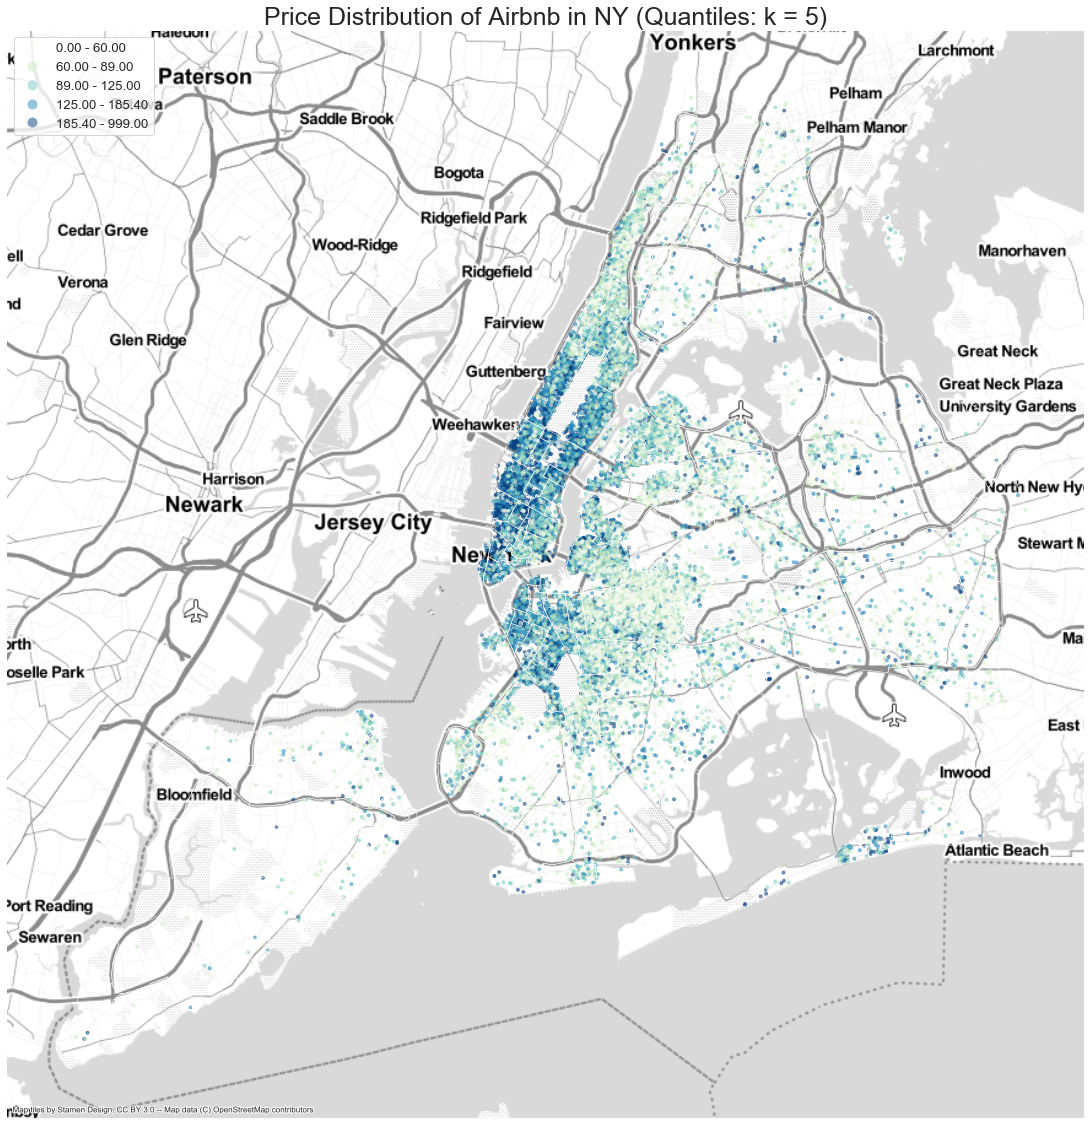 Price Distribution of Airbnb in NY (Quantiles: k = 5)
Haledon
Yonkers
0.00 - 60.00
60.00 - 89.00
89.00 - 125.00
125.00 - 185.40
185.40 - 999.00
Larchmont
Paterson
Pelham
Saddle Brook
Pelham Manor
Bogota
Ridgefield Park
Cedar Grove
Wood-Ridge
Manorhaven
ell
Ridgefield
Verona
nd
Fairview
Glen Ridge
Great Neck
Guttenberg
Great Neck Plaza
University Gardens
Weehawken
Harrison
North New Hy
Newark
Jersey City
Stewart M
New
orth
Ma
oselle Park
East
Inwood
Bloomfield
Atlantic Beach
Port Reading
Sewaren
Map tiles by Stamen Design, CC BY 3.0 -- Map data (C) OpenStreetMap contributors